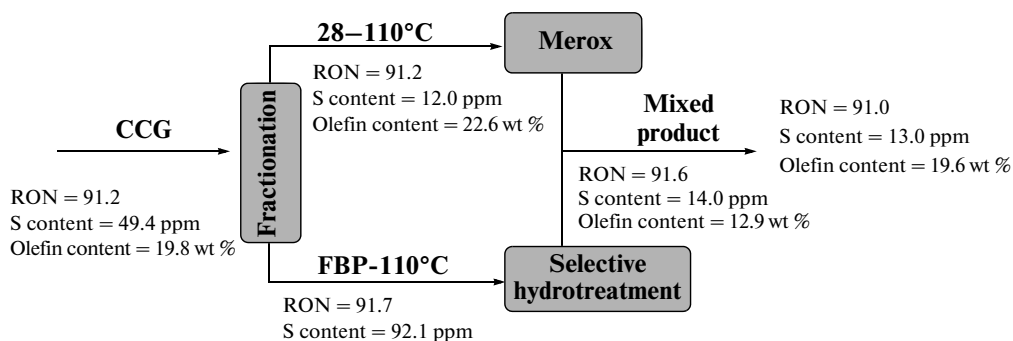 28–110°C
Merox
RON = 91.2
S content = 12.0 ppm
Olefin content = 22.6 wt %
CCG
RON = 91.2
S content = 49.4 ppm
Olefin content = 19.8 wt %
Fractionation
Mixed
product
RON = 91.0
S content = 13.0 ppm
Olefin content = 19.6 wt %
RON = 91.6
S content = 14.0 ppm
Olefin content = 12.9 wt %
FBP-110°C
Selective
hydrotreatment
RON = 91.7
S content = 92.1 ppm